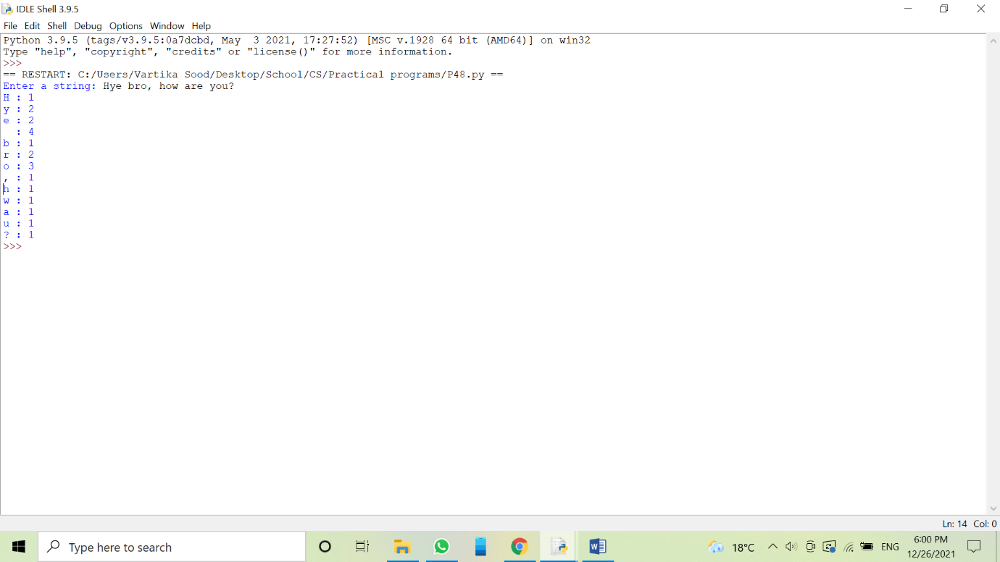 IDLE Shell 3.9.5
File Edit Shell Debug Options Window Help
Python 3.9.5 (tags/v3.9.5:0a7dcbd, May  3 2021, 17:27:52) [MSC v.1928 64 bit (AMD64)] on win32
Type "help", "copyright", "credits" or "license()" for more information.
>>>
== RESTART: C:/Users/Vartika Sood/Desktop/School/CS/Practical programs/P48.py ==
Enter a string: Hye bro, how are you?
H : 1
y : 2
e : 2
  : 4
b : 1
r : 2
o : 3
, : 1
h : 1
w : 1
a : 1
u : 1
? : 1
>>>
Ln: 14 Col: 0
Type here to search
18°C
ENG
6:00 PM
12/26/2021